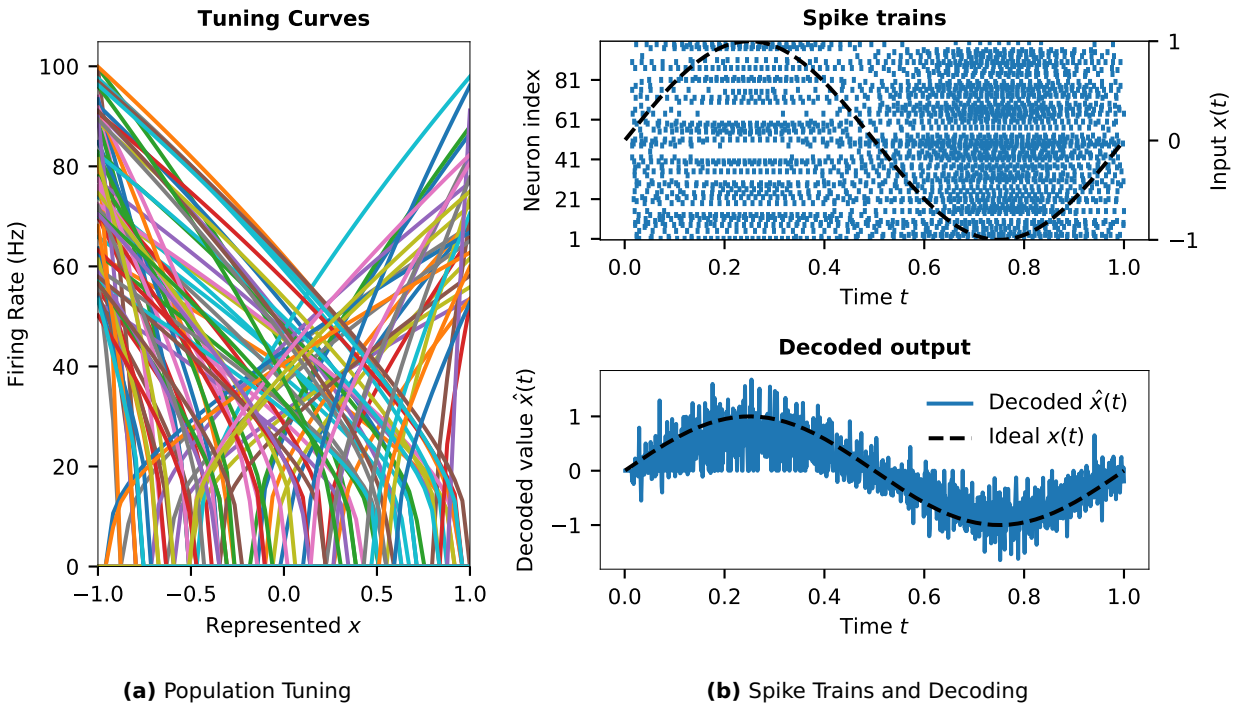 Tuning Curves
Firing Rate (Hz)
100
80
60
40
20
0
−1.0 −0.5 0.0 0.5 1.0
Represented x
(a) Population Tuning
Spike trains
Neuron index
81
61
41
21
1
1
0
−1
Input x(t)
0.0 0.2 0.4 0.6 0.8 1.0
Time t
Decoded output
Decoded value x̂(t)
1
0
−1
Decoded x̂(t)
Ideal x(t)
0.0 0.2 0.4 0.6 0.8 1.0
Time t
(b) Spike Trains and Decoding